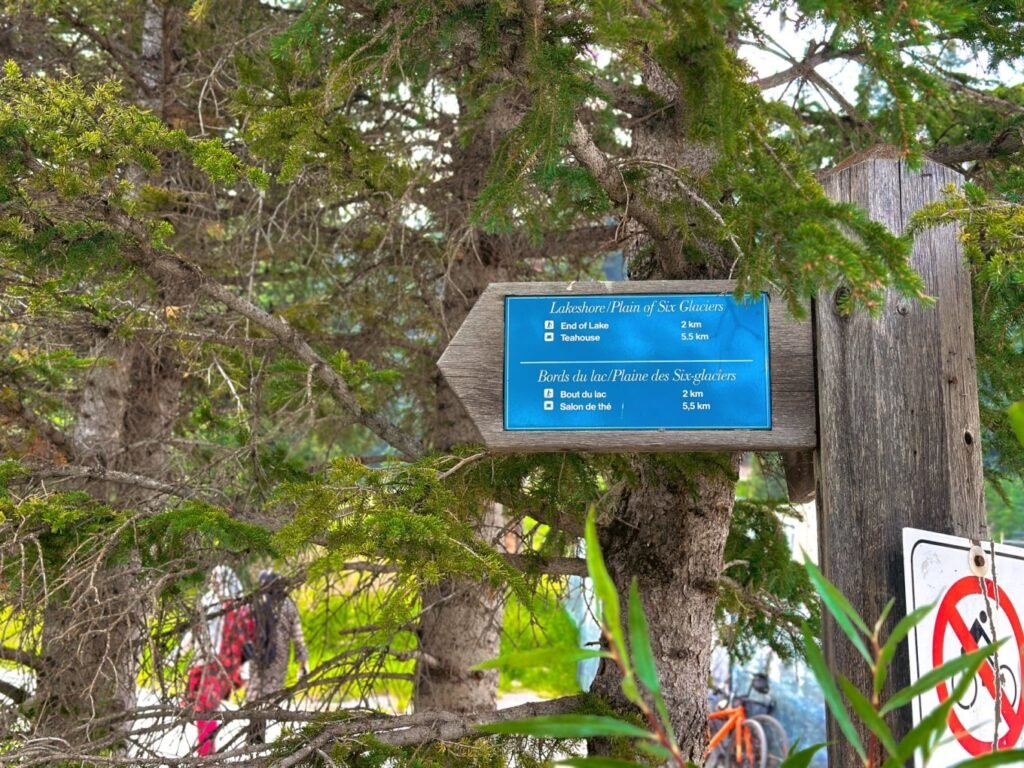 Lakeshore/Plain of Six Glaciers
End of Lake 2 km
Teahouse 5.5 km
Bords du lac/Plaine des Six-glaciers
Bout du lac 2 km
Salon de thé 5,5 km